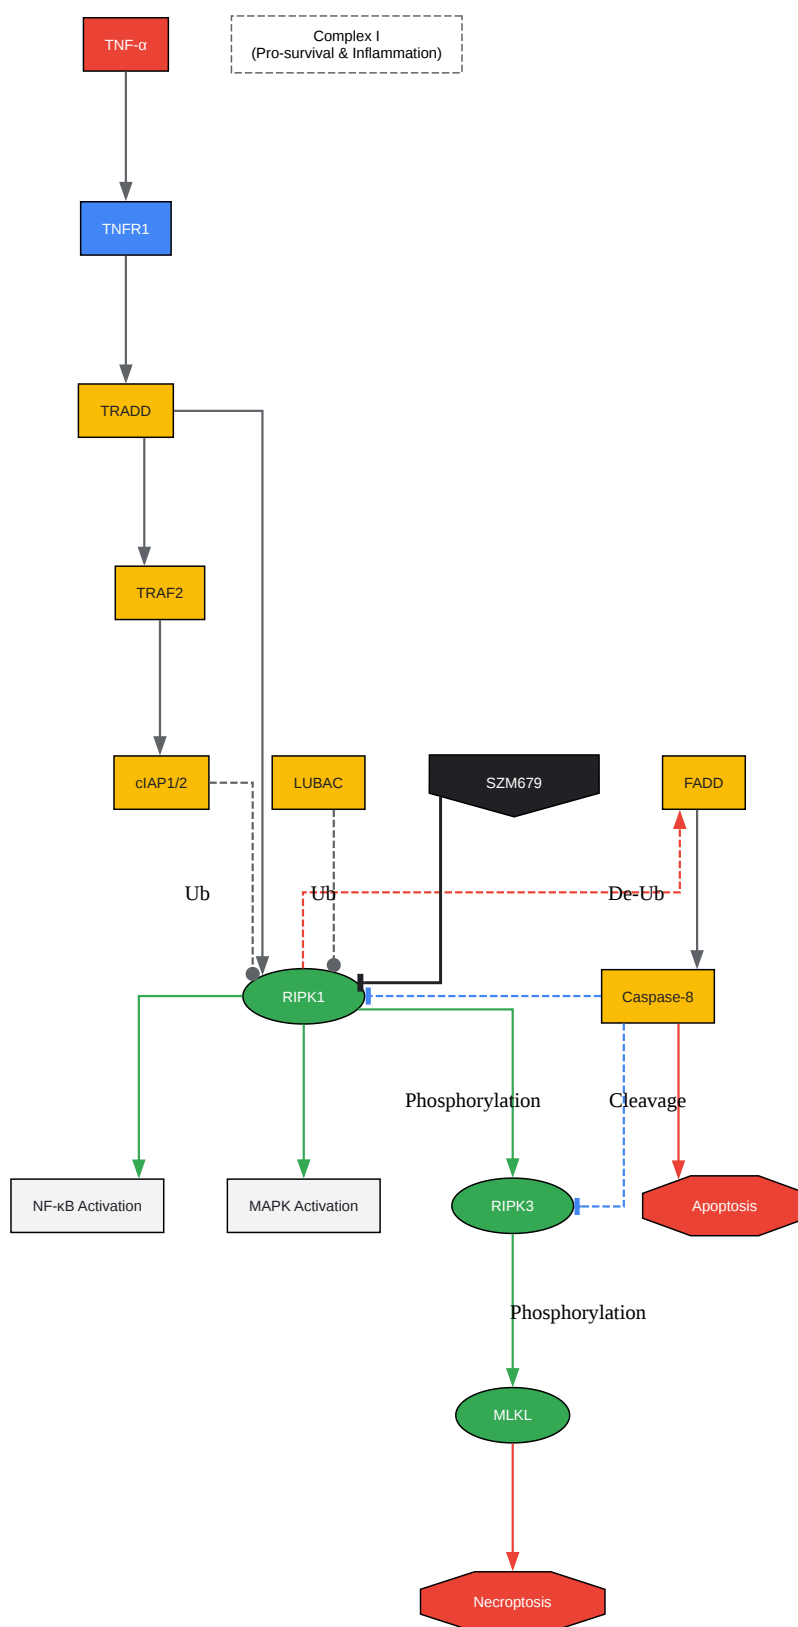 TNF-α
Complex I
(Pro-survival & Inflammation)
TNFR1
TRADD
TRAF2
cIAP1/2
LUBAC
SZM679
FADD
Ub
Ub
De-Ub
RIPK1
Caspase-8
Phosphorylation
Cleavage
NF-κB Activation
MAPK Activation
RIPK3
Apoptosis
Phosphorylation
MLKL
Necroptosis